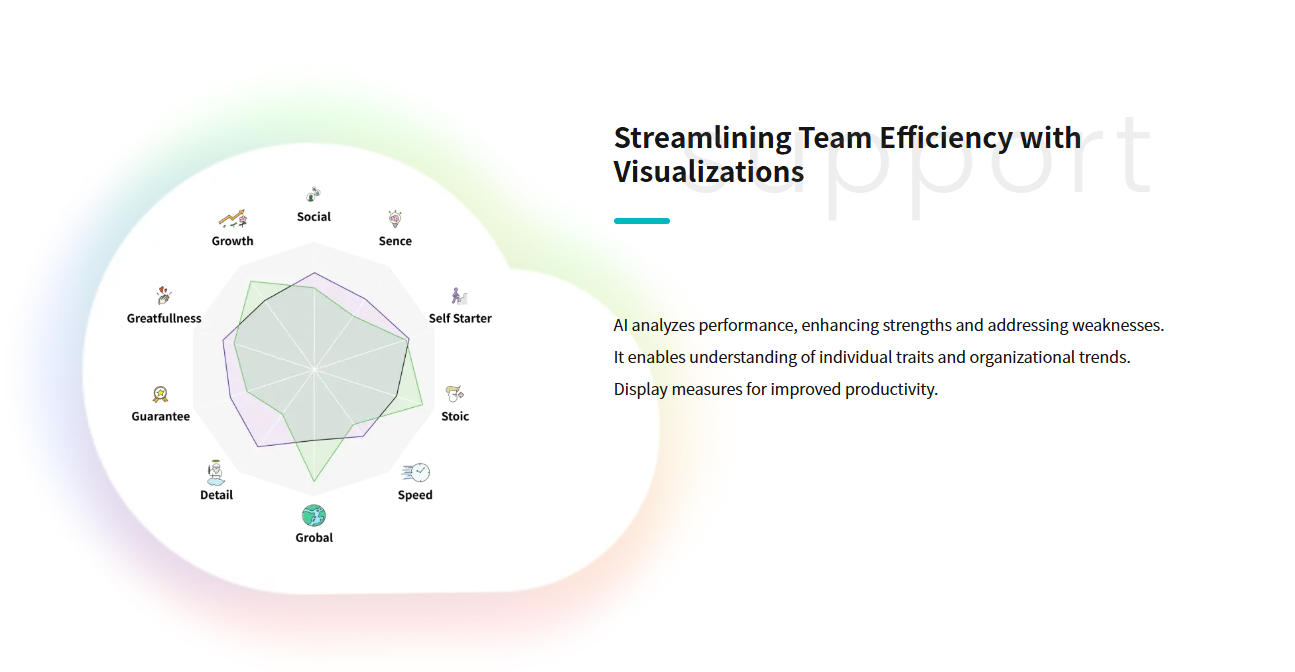 support
Streamlining Team Efficiency with
Visualizations
AI analyzes performance, enhancing strengths and addressing weaknesses.
It enables understanding of individual traits and organizational trends.
Display measures for improved productivity.
Social
Growth
Sence
Greatfullness
Self Starter
Guarantee
Stoic
Detail
Speed
Grobal